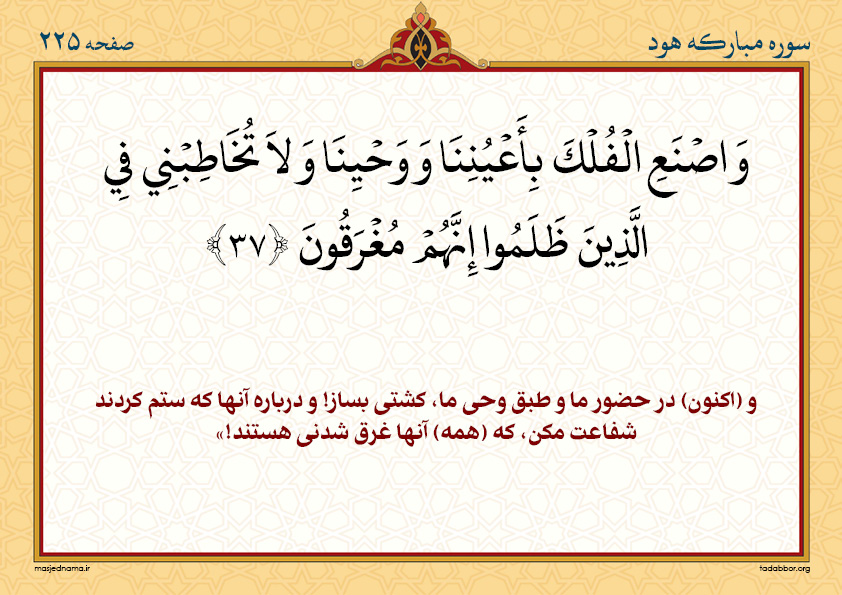 سوره مبارکه هود
صفحه ۲۲۵
وَاصْنَعِ الْفُلْكَ بِأَعْيُنِنَا وَوَحْيِنَا وَلاَ تُخَاطِبْنِي فِي
الَّذِينَ ظَلَمُوا إِنَّهُمْ مُغْرَقُونَ ﴿۳۷﴾
و (اکنون) در حضور ما و طبق وحی ما، کشتی بساز! و درباره آنها که ستم کردند
شفاعت مکن، که (همه) آنها غرق شدنی هستند!»
masjednama.ir
tadabbor.org